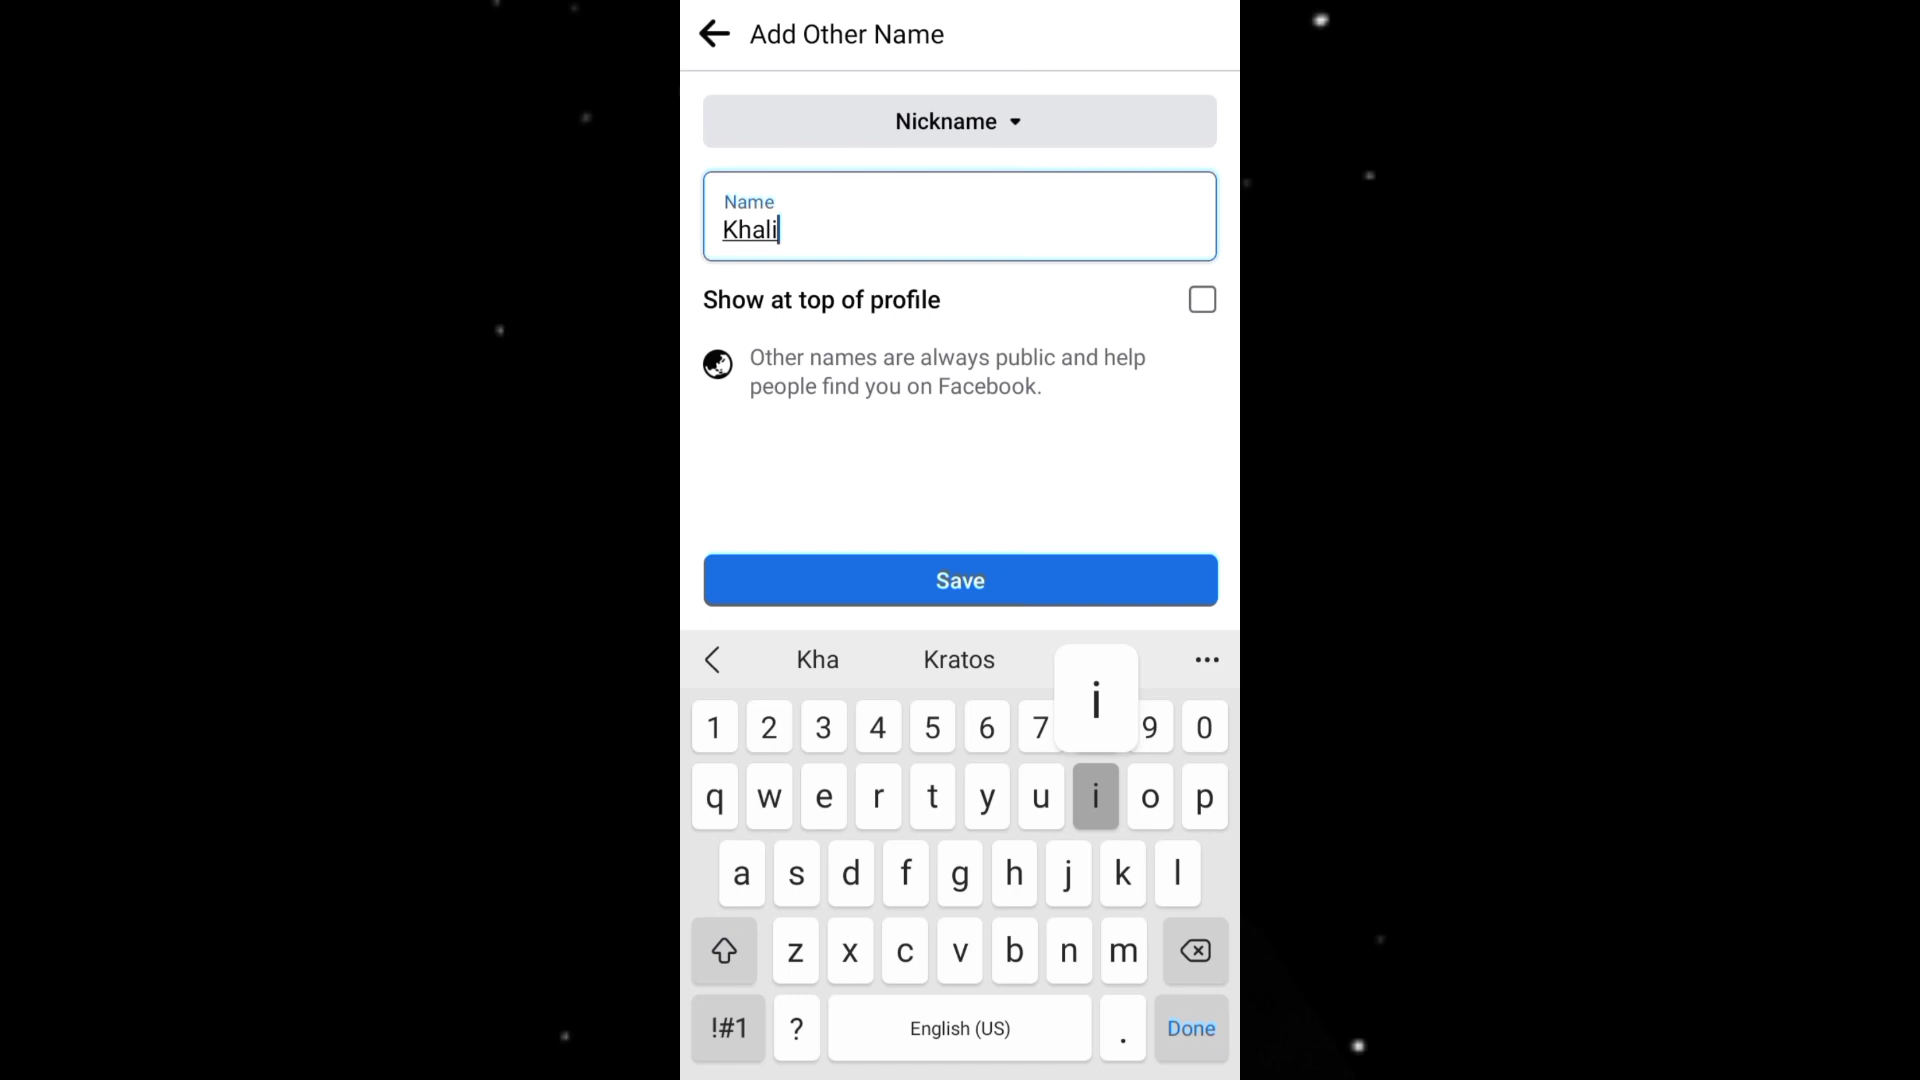 Add Other Name
Nickname
Name
Khali
Show at top of profile
Other names are always public and help
people find you on Facebook.
Save
Kha Kratos
i
1 2 3 4 5 6 7 9 0
q w e r t y u i o p
a s d f g h j k l
z x c v b n m
!#1 ? English (US) . Done